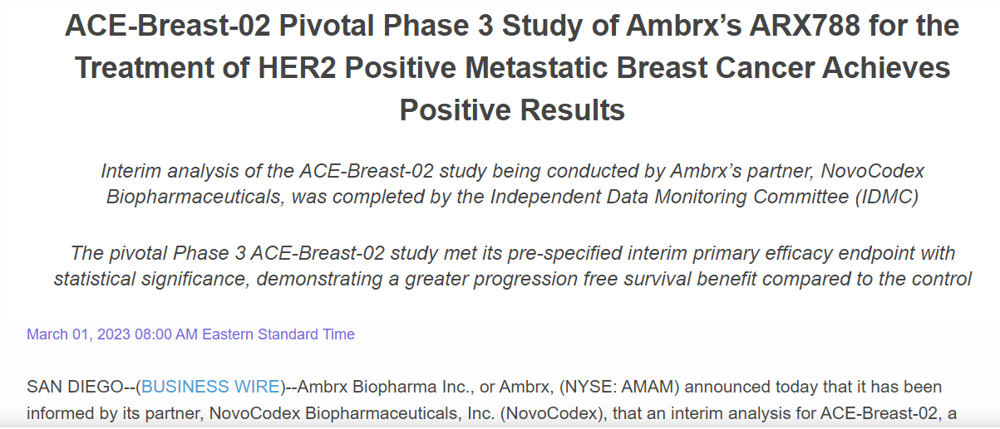 ACE-Breast-02 Pivotal Phase 3 Study of Ambrx’s ARX788 for the
Treatment of HER2 Positive Metastatic Breast Cancer Achieves
Positive Results
Interim analysis of the ACE-Breast-02 study being conducted by Ambrx’s partner, NovoCodex
Biopharmaceuticals, was completed by the Independent Data Monitoring Committee (IDMC)
The pivotal Phase 3 ACE-Breast-02 study met its pre-specified interim primary efficacy endpoint with
statistical significance, demonstrating a greater progression free survival benefit compared to the control
March 01, 2023 08:00 AM Eastern Standard Time
SAN DIEGO--(BUSINESS WIRE)--Ambrx Biopharma Inc., or Ambrx, (NYSE: AMAM) announced today that it has been
informed by its partner, NovoCodex Biopharmaceuticals, Inc. (NovoCodex), that an interim analysis for ACE-Breast-02, a